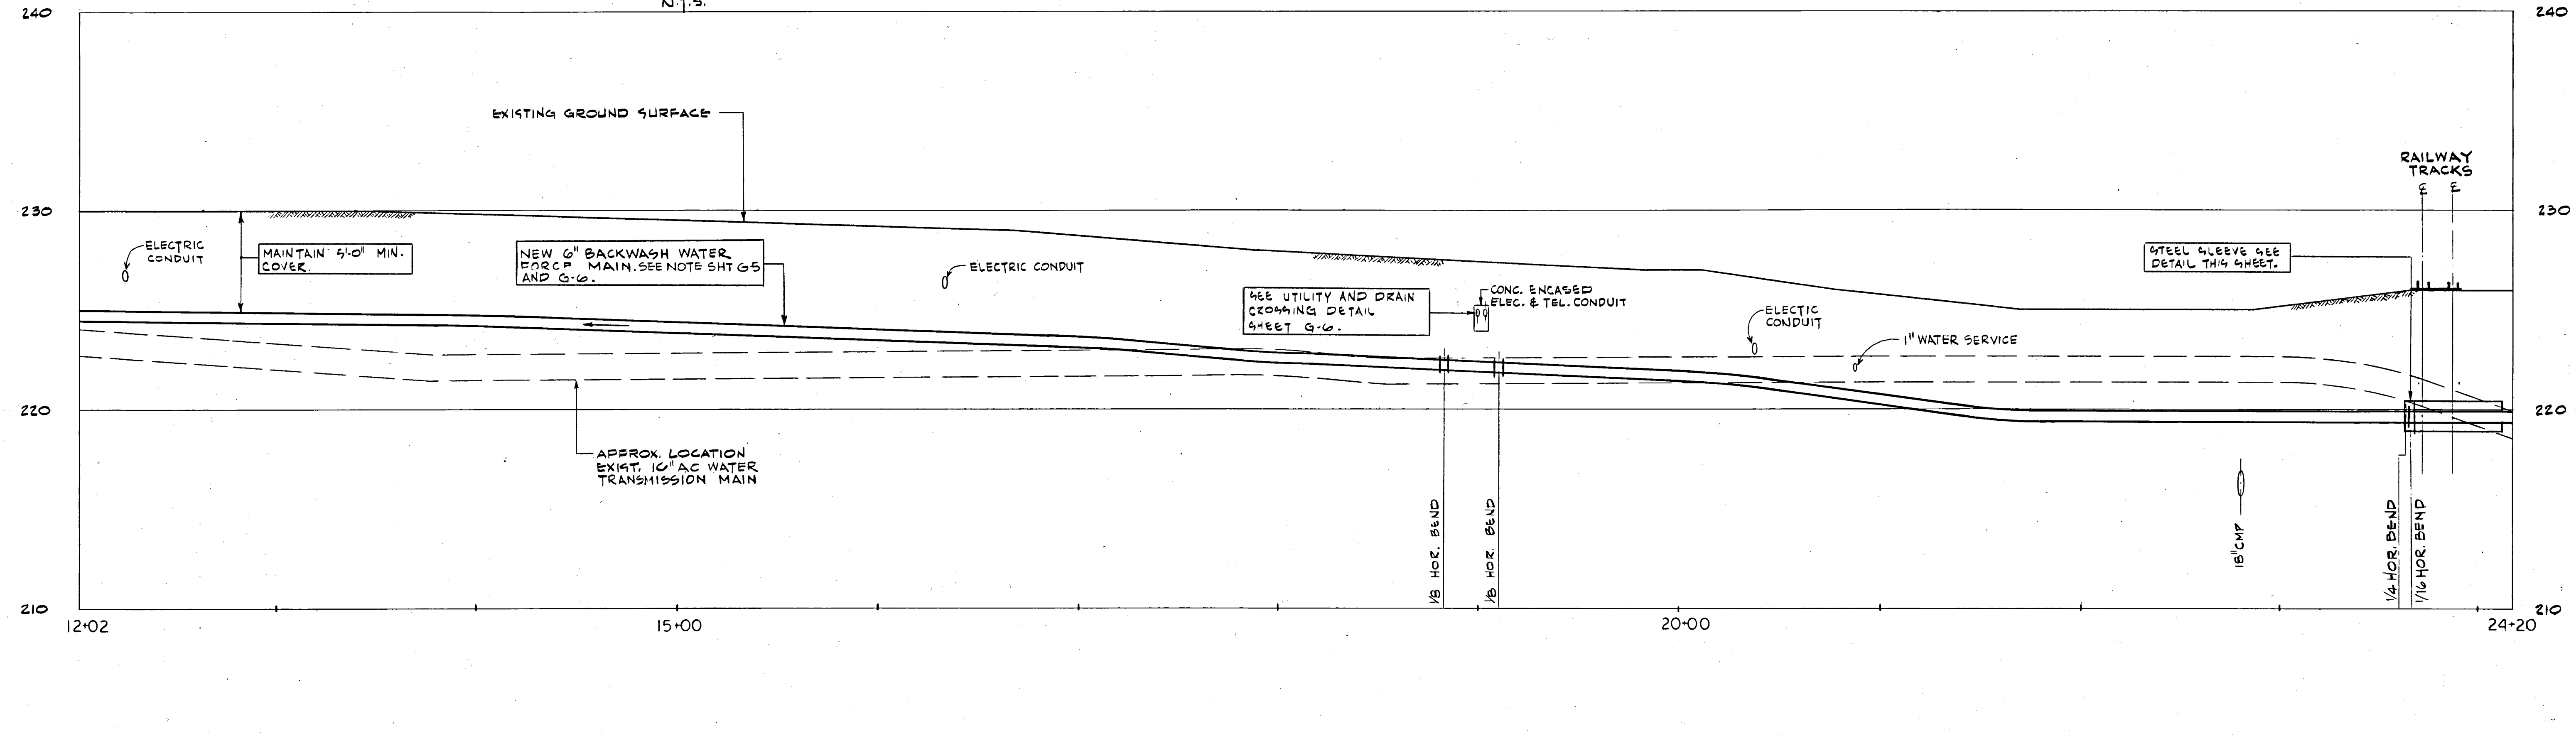 N.T.S.
240
240
EXISTING GROUND SURFACE
RAILWAY
TRACKS
℄ ℄
230
230
ELECTRIC
CONDUIT
MAINTAIN 5'-0" MIN.
COVER.
NEW 6" BACKWASH WATER
FORCE MAIN. SEE NOTE SHT G5
AND G-6.
ELECTRIC CONDUIT
SEE UTILITY AND DRAIN
CROSSING DETAIL
SHEET G-6.
CONC. ENCASED
ELEC. & TEL. CONDUIT
ELECTIC
CONDUIT
1" WATER SERVICE
STEEL SLEEVE SEE
DETAIL THIS SHEET.
220
220
APPROX. LOCATION
EXIST. 16" AC WATER
TRANSMISSION MAIN
1/8 HOR. BEND
1/8 HOR. BEND
18" CMP
1/4 HOR. BEND
1/16 HOR. BEND
210
210
12+02
15+00
20+00
24+20